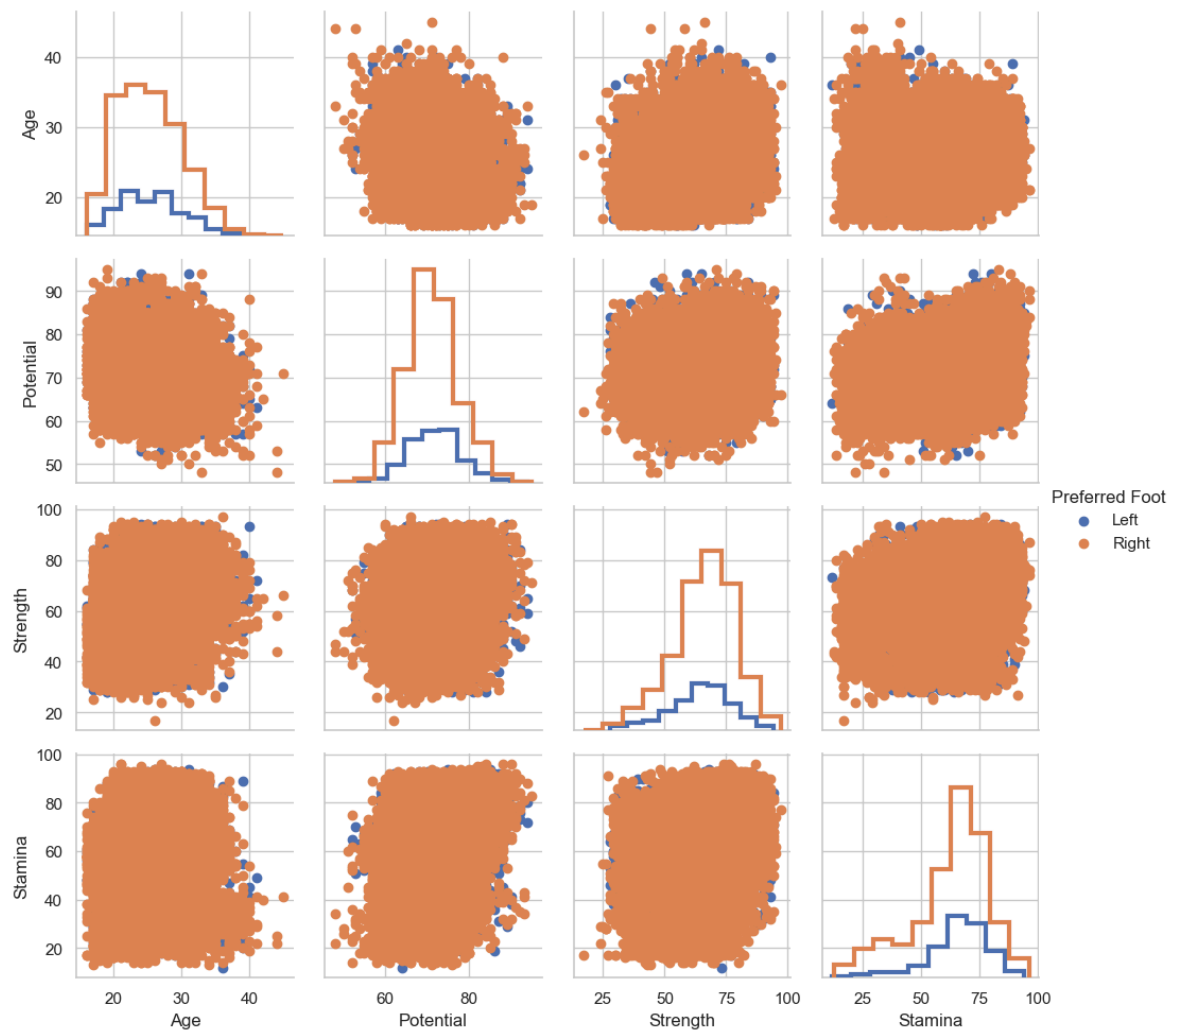 Age
40
30
20
Potential
90
80
70
60
50
Strength
100
80
60
40
20
Preferred Foot
Left
Right
Stamina
100
80
60
40
20
20 30 40 60 80 25 50 75 100 25 50 75 100
Age Potential Strength Stamina